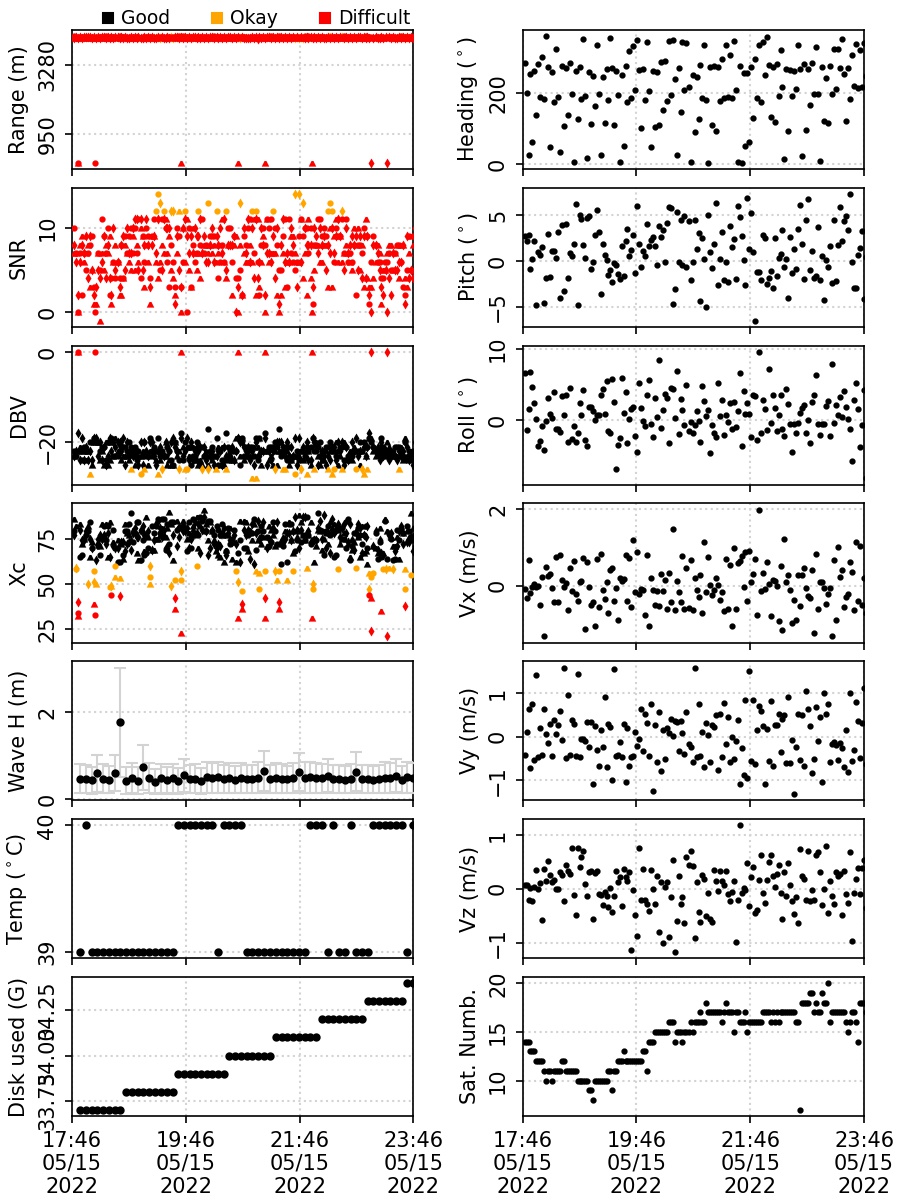 Good Okay Difficult
Range (m)
3280
950
Heading (°)
200
0
SNR
10
0
Pitch (°)
5
0
−5
DBV
0
−20
Roll (°)
10
0
Xc
75
50
25
Vx (m/s)
2
0
Wave H (m)
2
0
Vy (m/s)
1
0
−1
Temp (°C)
40
39
Vz (m/s)
1
0
−1
Disk used (G)
34.25
34.00
33.75
Sat. Numb.
20
15
10
17:46 19:46 21:46 23:46 17:46 19:46 21:46 23:46
05/15 05/15 05/15 05/15 05/15 05/15 05/15 05/15
2022 2022 2022 2022 2022 2022 2022 2022